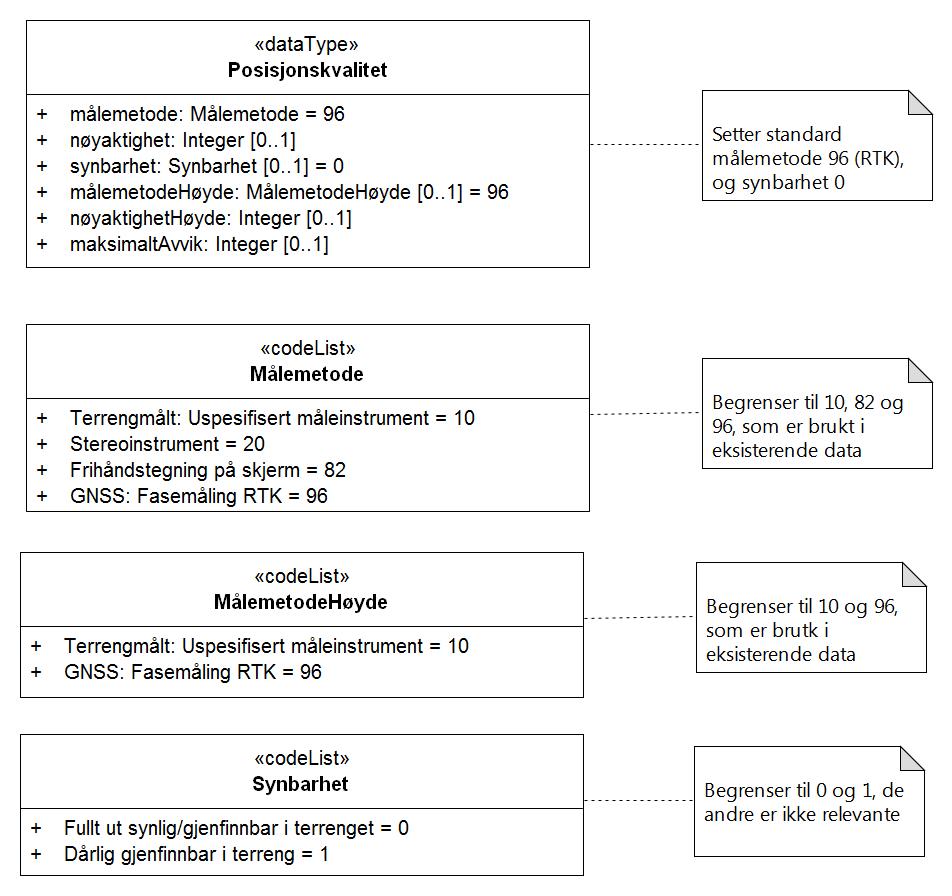 «dataType»
Posisjonskvalitet
+ målemetode: Målemetode = 96
+ nøyaktighet: Integer [0..1]
+ synbarhet: Synbarhet [0..1] = 0
+ målemetodeHøyde: MålemetodeHøyde [0..1] = 96
+ nøyaktighetHøyde: Integer [0..1]
+ maksimaltAvvik: Integer [0..1]
Setter standard
målemetode 96 (RTK),
og synbarhet 0
«codeList»
Målemetode
+ Terrengmålt: Uspesifisert måleinstrument = 10
+ Stereoinstrument = 20
+ Frihåndstegning på skjerm = 82
+ GNSS: Fasemåling RTK = 96
Begrenser til 10, 82 og
96, som er brukt i
eksisterende data
«codeList»
MålemetodeHøyde
+ Terrengmålt: Uspesifisert måleinstrument = 10
+ GNSS: Fasemåling RTK = 96
Begrenser til 10 og 96,
som er brutk i
eksisterende data
«codeList»
Synbarhet
+ Fullt ut synlig/gjenfinnbar i terrenget = 0
+ Dårlig gjenfinnbar i terreng = 1
Begrenser til 0 og 1, de
andre er ikke relevante